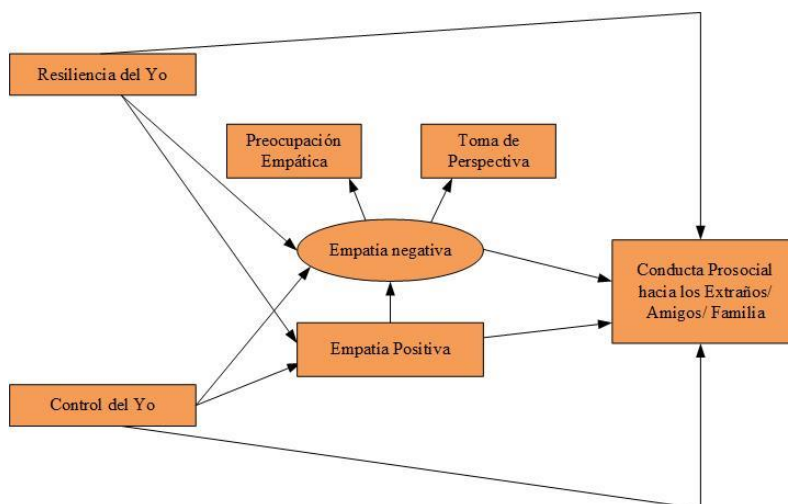 Resiliencia del Yo
Preocupación
Empática
Toma de
Perspectiva
Empatía negativa
Conducta Prosocial
hacia los Extraños/
Amigos/ Familia
Empatía Positiva
Control del Yo